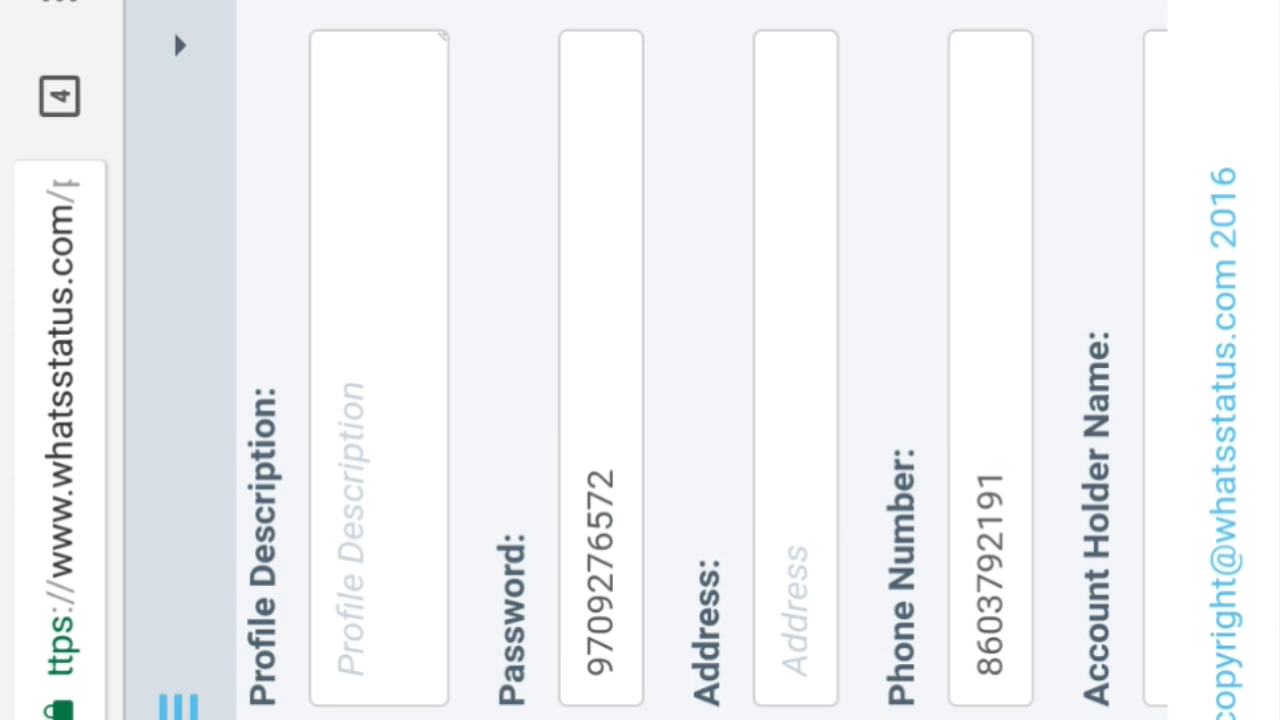 ttps://www.whatsstatus.com/
4
Profile Description:
Profile Description
Password:
9709276572
Address:
Address
Phone Number:
8603792191
Account Holder Name:
copyright@whatsstatus.com 2016